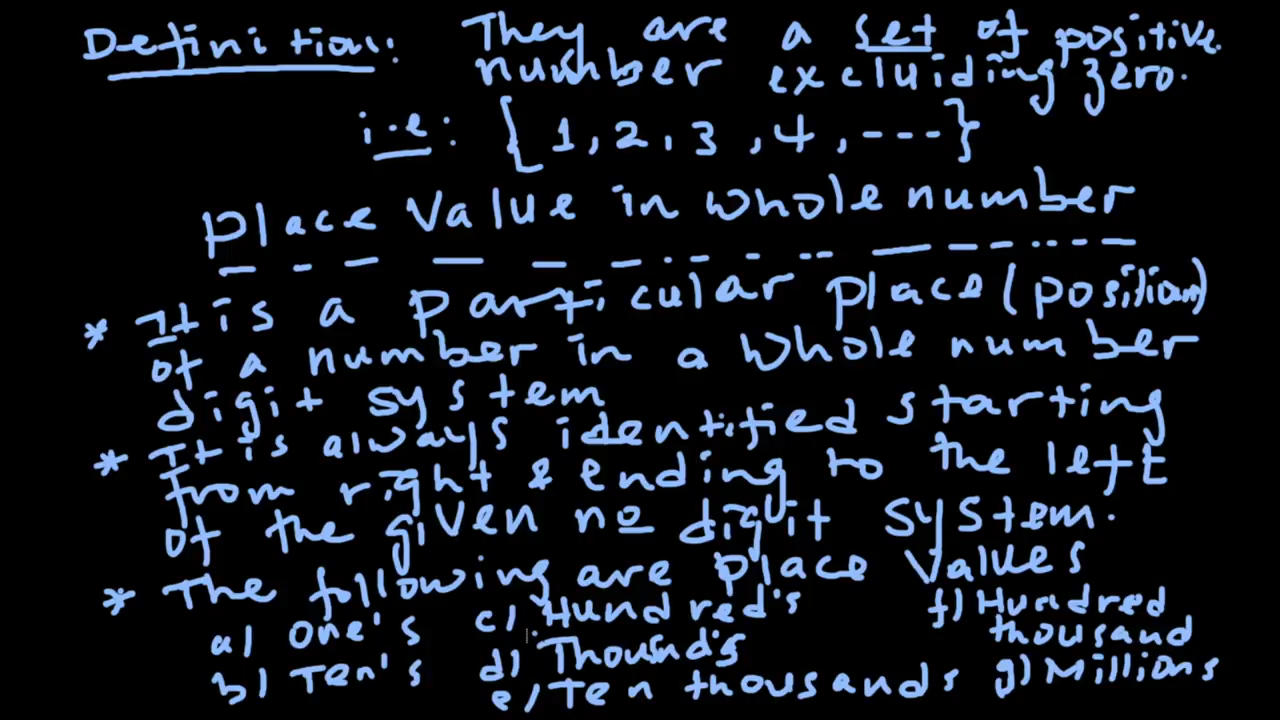 Definition: They are a set of positive
number excluiding zero.
i.e: {1, 2, 3, 4, ---}
place Value in whole number
* It is a particular place (position)
of a number in a whole number
digit system
* It is always identified starting
from right & ending to the left
of the given no digit system.
* The following are place Values
a) one's c) Hundred's f) Hundred
thousand
b) Ten's d) Thousnd's g) Millions
e) Ten thousands